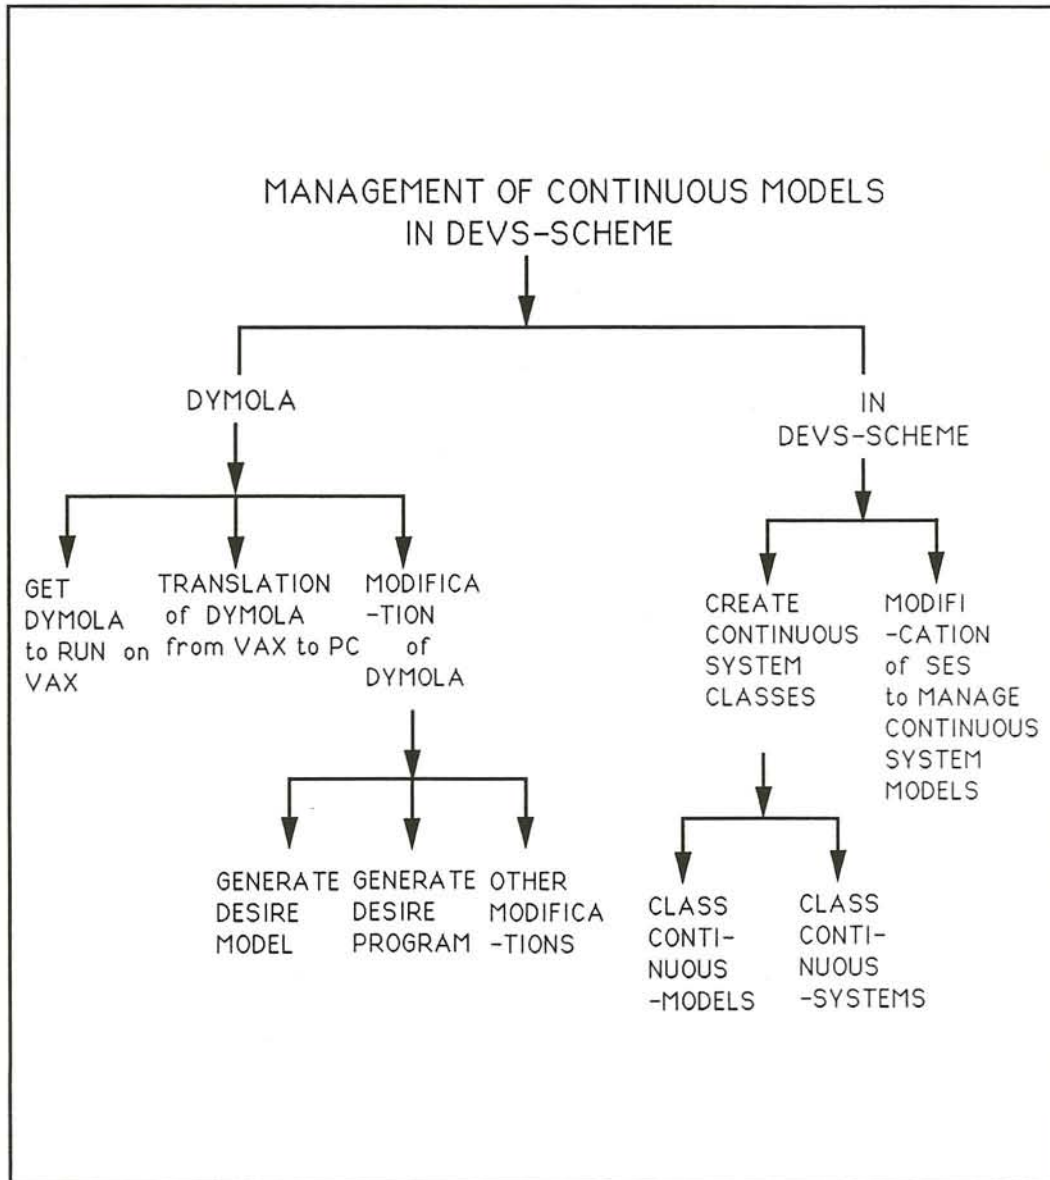 MANAGEMENT OF CONTINUOUS MODELS
IN DEVS-SCHEME
DYMOLA
IN
DEVS-SCHEME
GET
DYMOLA
to RUN on
VAX
TRANSLATION
of DYMOLA
from VAX to PC
MODIFICA
-TION
of
DYMOLA
CREATE
CONTINUOUS
SYSTEM
CLASSES
MODIFI
-CATION
of SES
to MANAGE
CONTINUOUS
SYSTEM
MODELS
GENERATE
DESIRE
MODEL
GENERATE
DESIRE
PROGRAM
OTHER
MODIFICA
-TIONS
CLASS
CONTI-
NUOUS
-MODELS
CLASS
CONTI-
NUOUS
-SYSTEMS